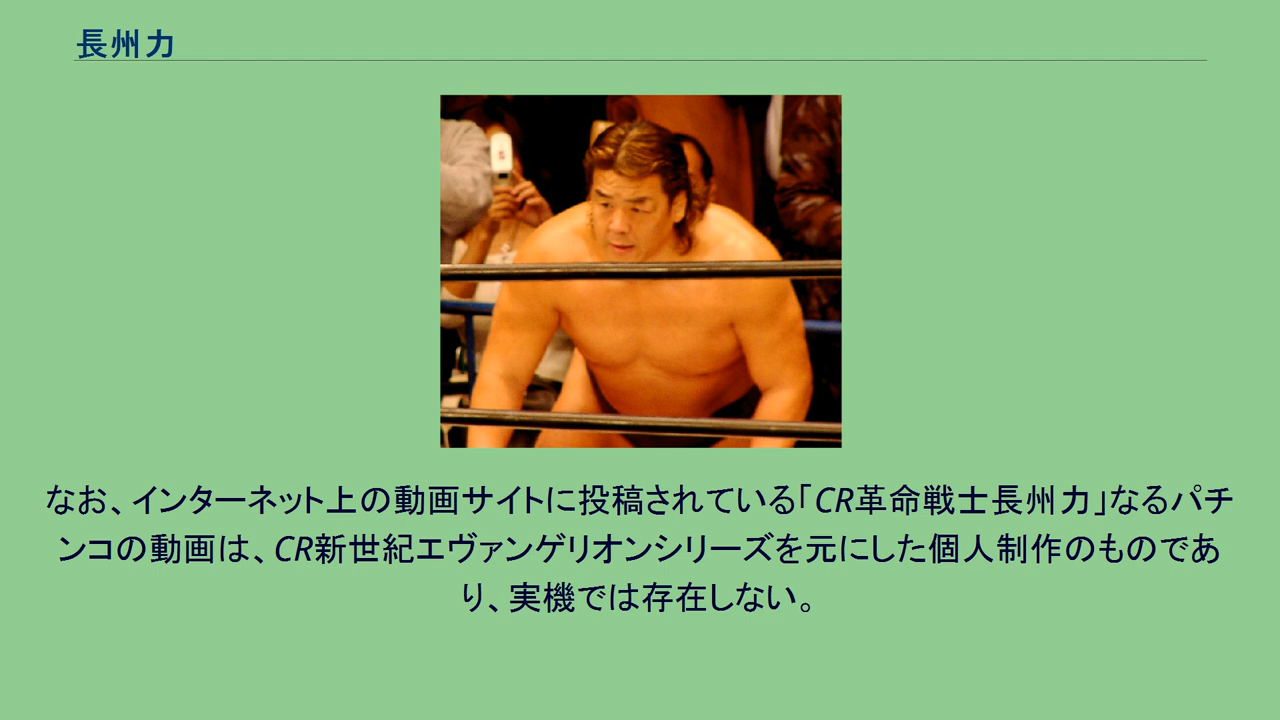 長州力
なお、インターネット上の動画サイトに投稿されている「CR革命戦士長州力」なるパチ
ンコの動画は、CR新世紀エヴァンゲリオンシリーズを元にした個人制作のものであ
り、実機では存在しない。